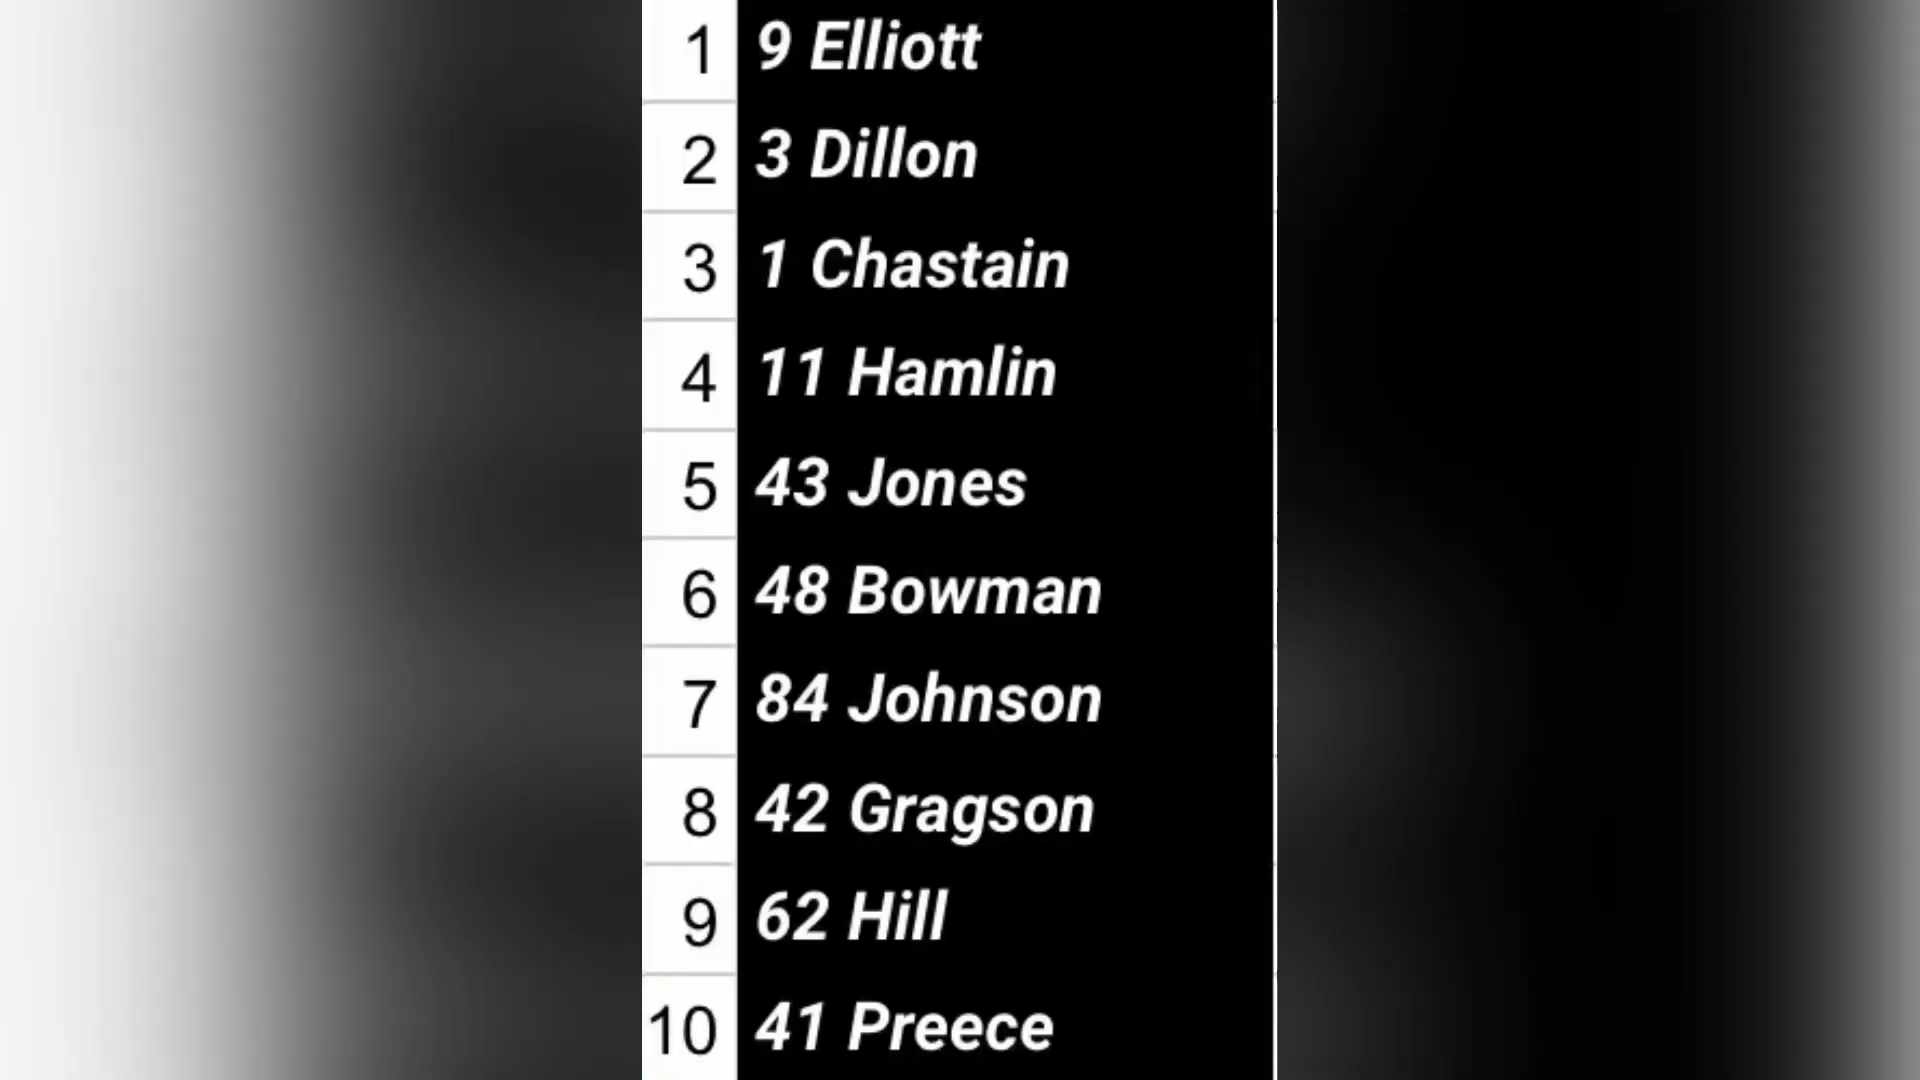 1 9 Elliott
2 3 Dillon
3 1 Chastain
4 11 Hamlin
5 43 Jones
6 48 Bowman
7 84 Johnson
8 42 Gragson
9 62 Hill
10 41 Preece